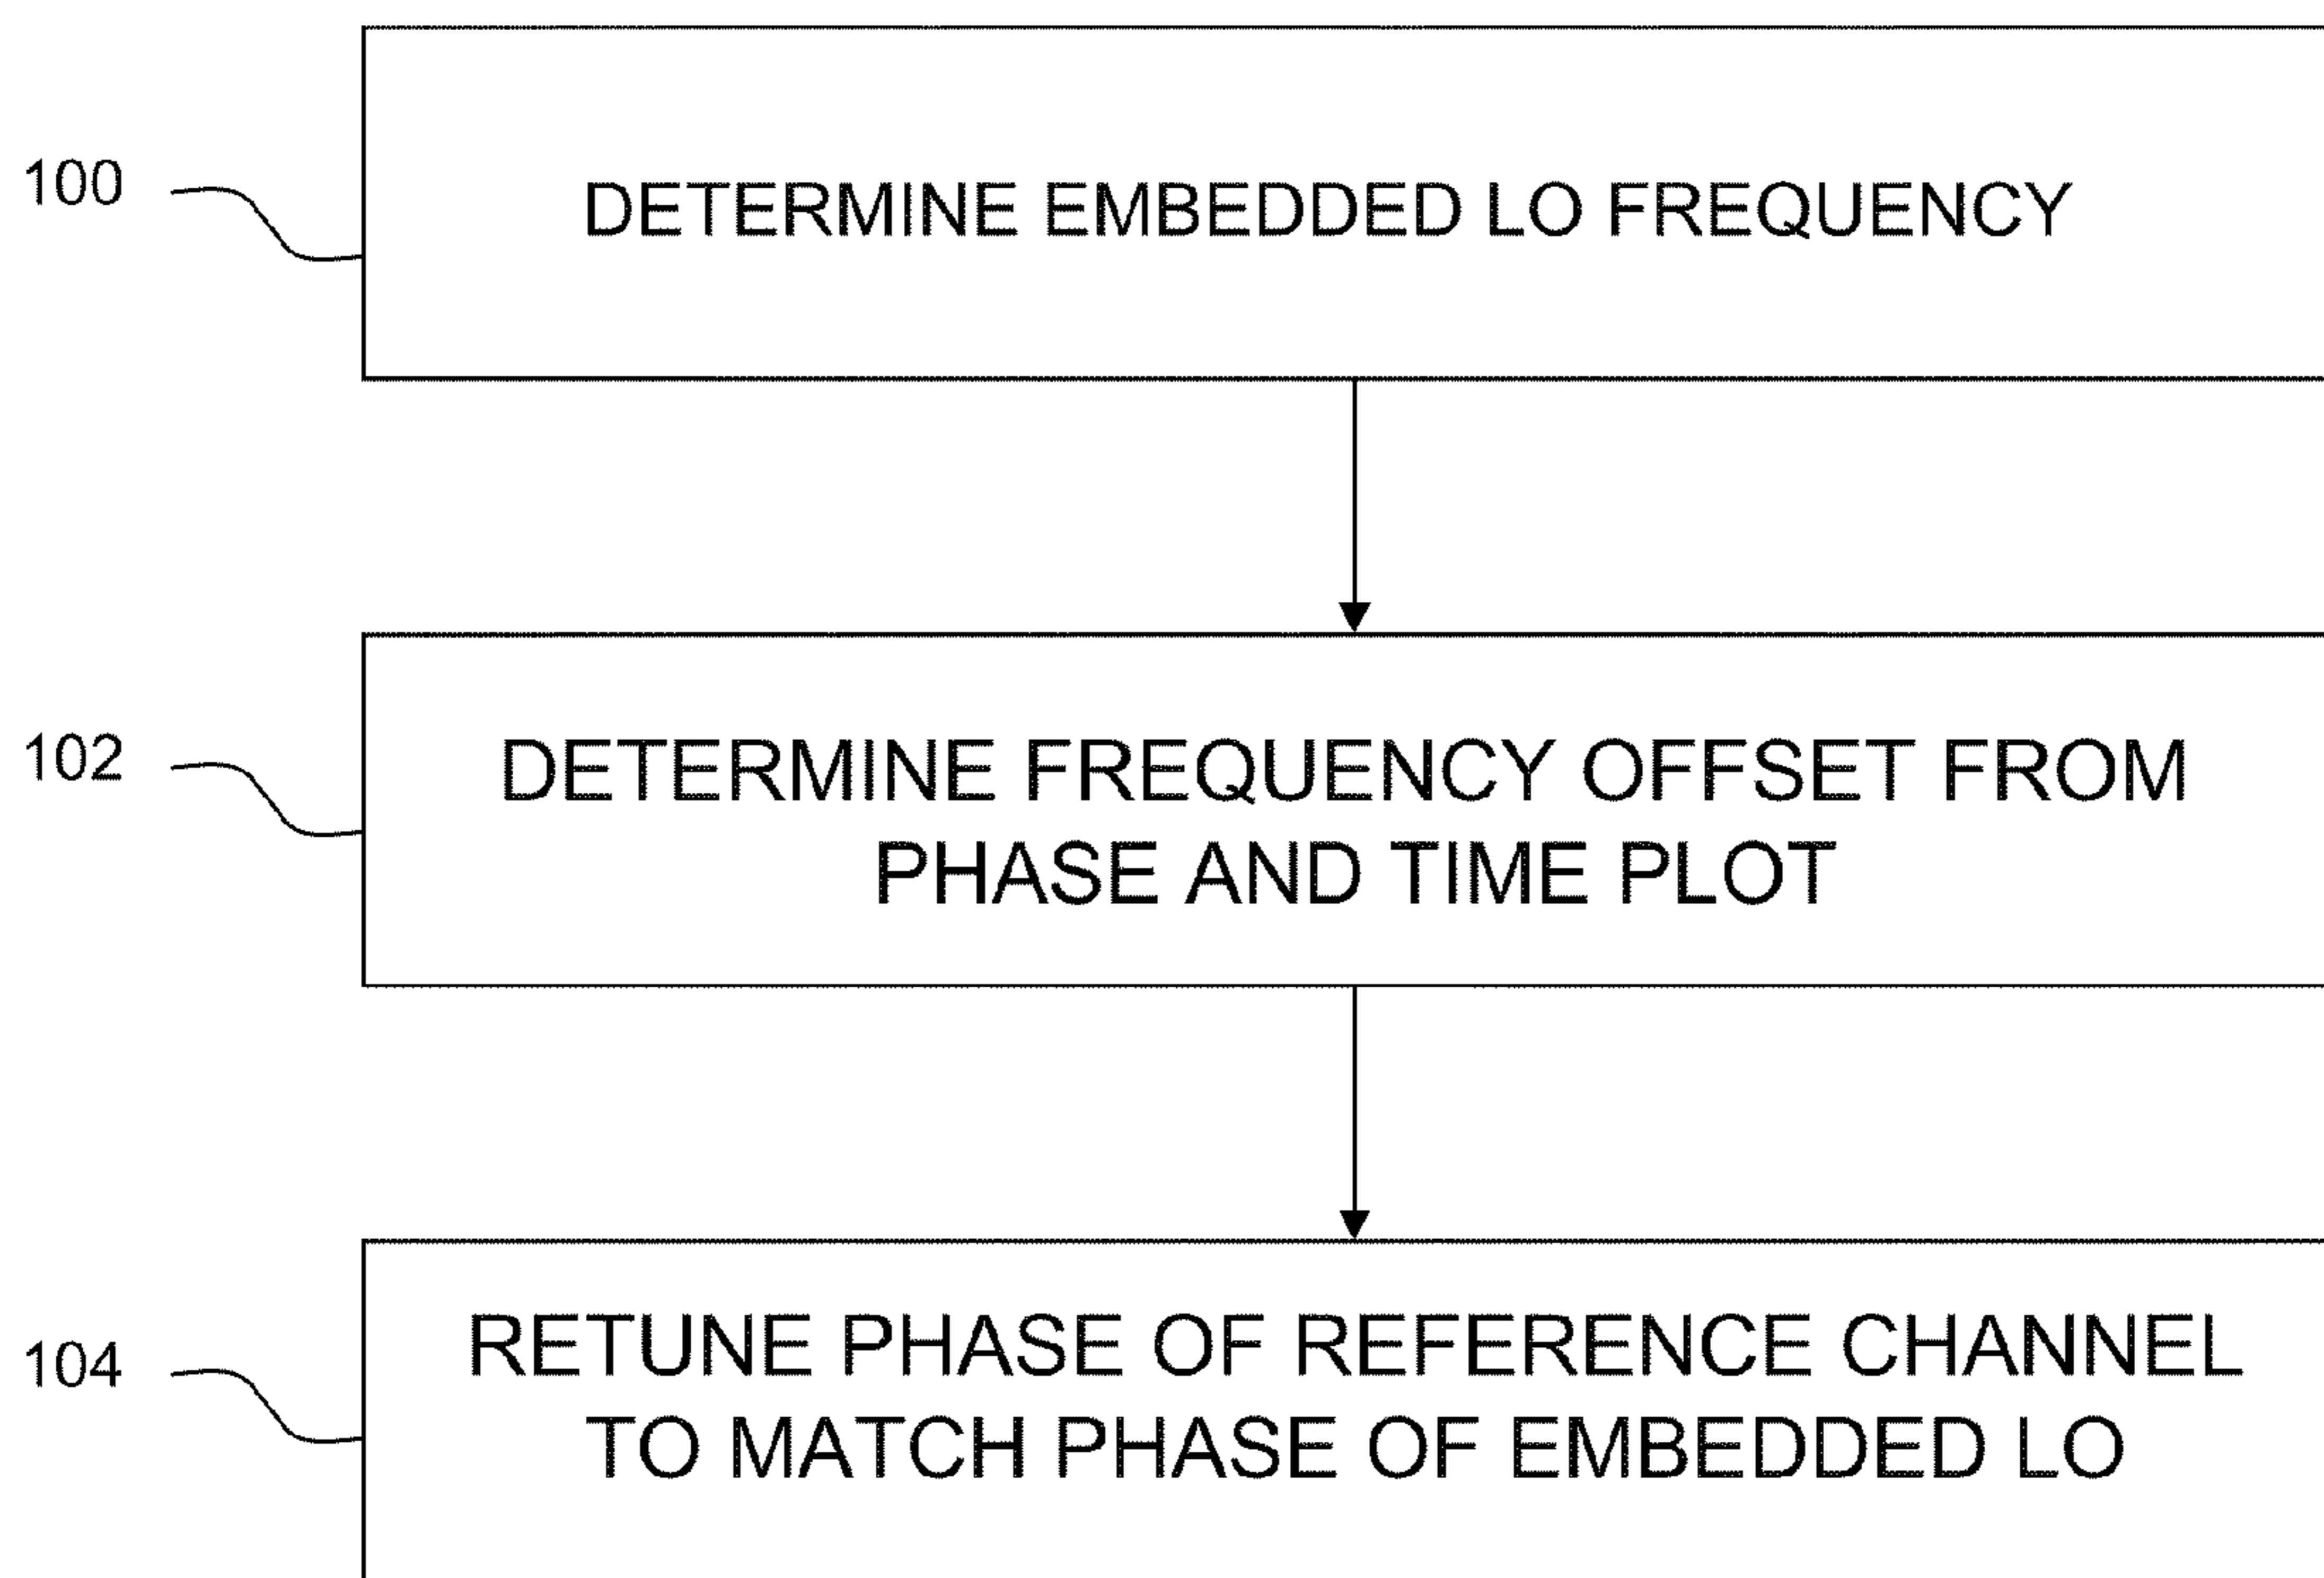 100
DETERMINE EMBEDDED LO FREQUENCY
102
DETERMINE FREQUENCY OFFSET FROM
PHASE AND TIME PLOT
104
RETUNE PHASE OF REFERENCE CHANNEL
TO MATCH PHASE OF EMBEDDED LO